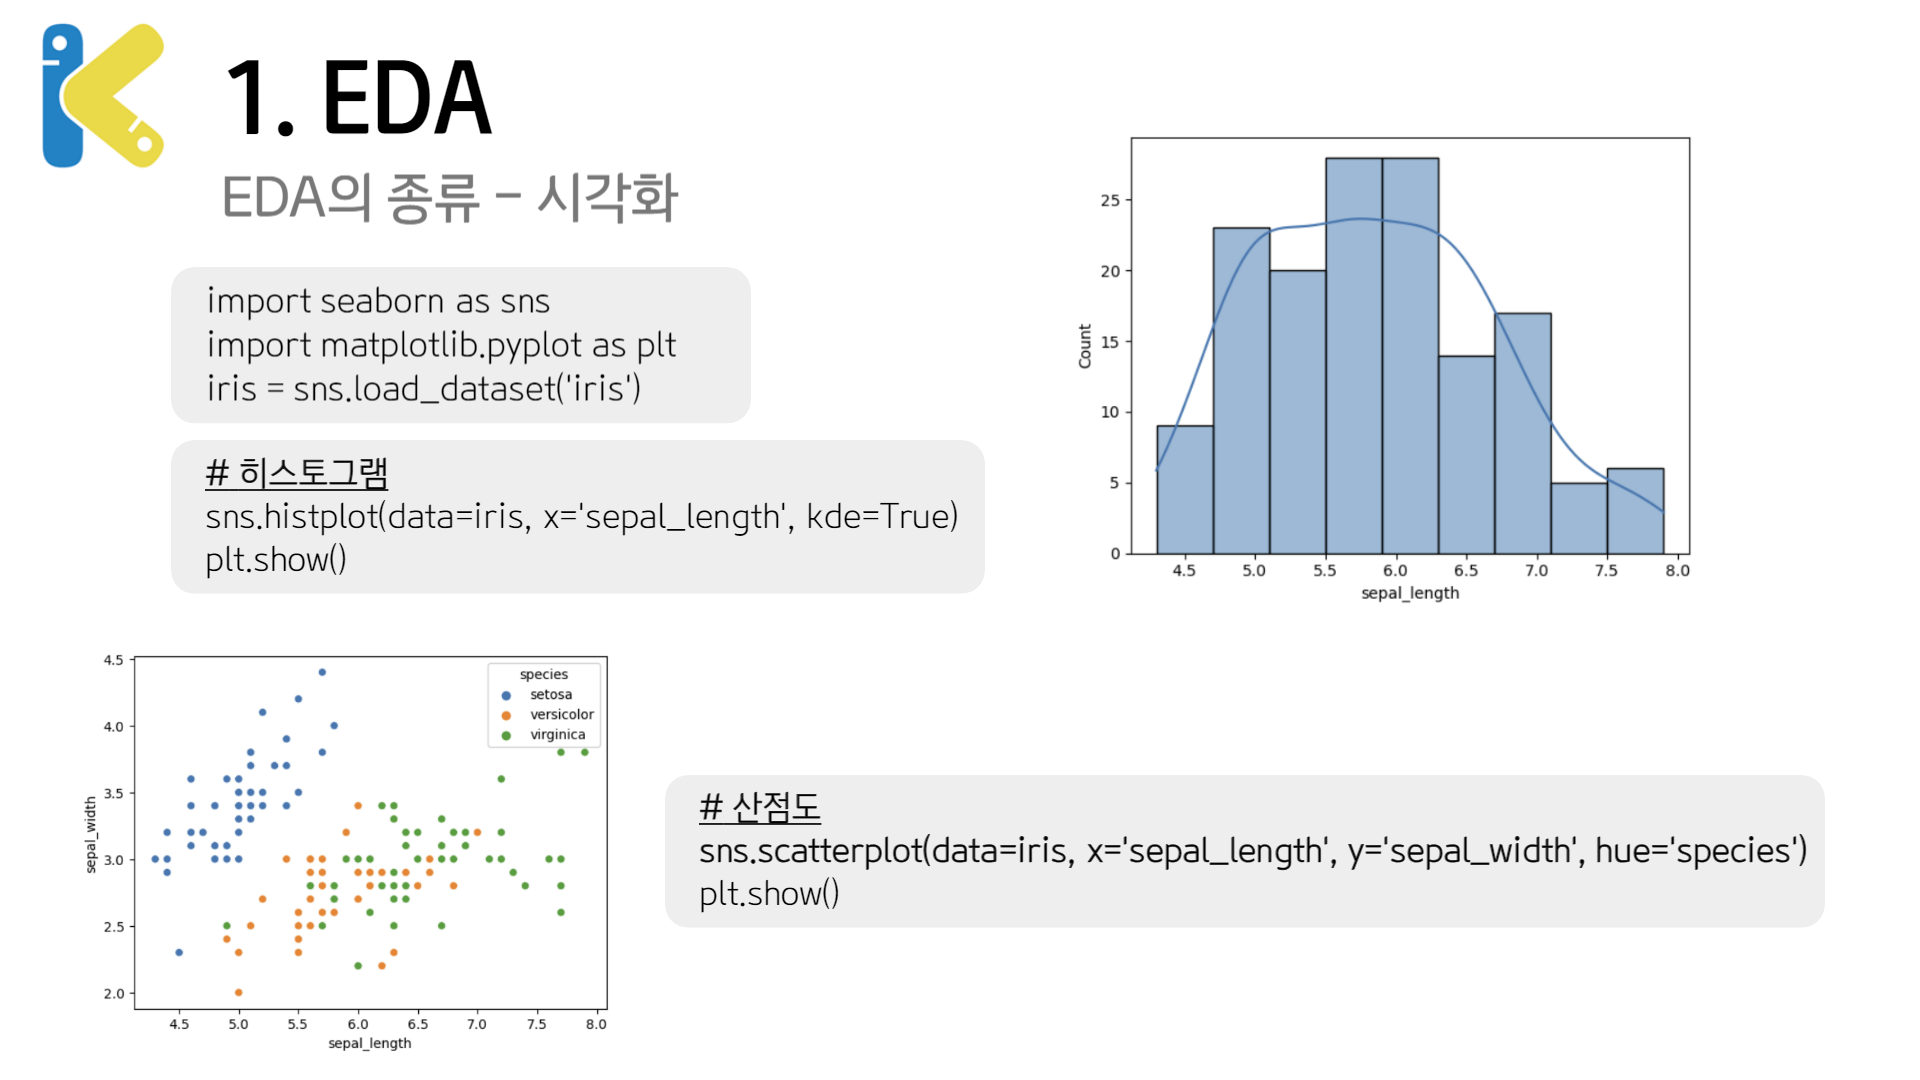 1. EDA
EDA의 종류 - 시각화
import seaborn as sns
import matplotlib.pyplot as plt
iris = sns.load_dataset('iris')
# 히스토그램
sns.histplot(data=iris, x='sepal_length', kde=True)
plt.show()
25
20
15
10
5
0
Count
4.5 5.0 5.5 6.0 6.5 7.0 7.5 8.0
sepal_length
4.5
4.0
3.5
3.0
2.5
2.0
sepal_width
species
setosa
versicolor
virginica
4.5 5.0 5.5 6.0 6.5 7.0 7.5 8.0
sepal_length
# 산점도
sns.scatterplot(data=iris, x='sepal_length', y='sepal_width', hue='species')
plt.show()